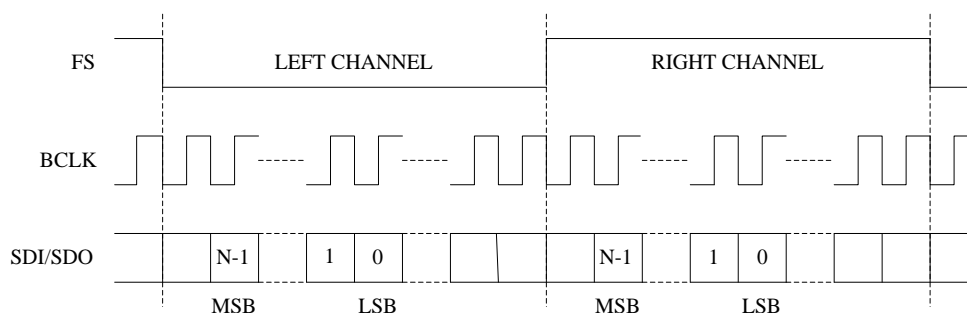 FS LEFT CHANNEL RIGHT CHANNEL
BCLK
SDI/SDO N-1 1 0 N-1 1 0
MSB LSB MSB LSB